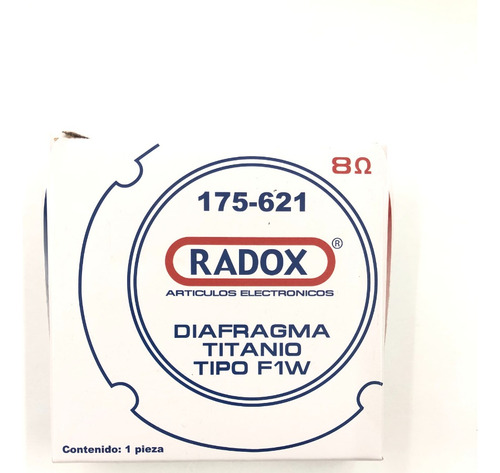 8Ω
175-621
RADOX®
ARTICULOS ELECTRONICOS
DIAFRAGMA
TITANIO
TIPO F1W
Contenido: 1 pieza